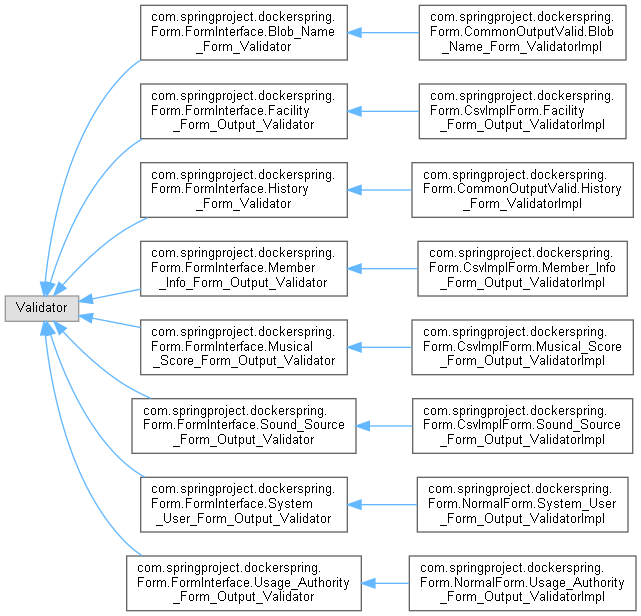 com.springproject.dockerspring.
Form.FormInterface.Blob_Name
_Form_Validator
com.springproject.dockerspring.
Form.CommonOutputValid.Blob
_Name_Form_ValidatorImpl
com.springproject.dockerspring.
Form.FormInterface.Facility
_Form_Output_Validator
com.springproject.dockerspring.
Form.CsvImplForm.Facility
_Form_Output_ValidatorImpl
com.springproject.dockerspring.
Form.FormInterface.History
_Form_Validator
com.springproject.dockerspring.
Form.CommonOutputValid.History
_Form_ValidatorImpl
com.springproject.dockerspring.
Form.FormInterface.Member
_Info_Form_Output_Validator
com.springproject.dockerspring.
Form.CsvImplForm.Member_Info
_Form_Output_ValidatorImpl
Validator
com.springproject.dockerspring.
Form.FormInterface.Musical
_Score_Form_Output_Validator
com.springproject.dockerspring.
Form.CsvImplForm.Musical_Score
_Form_Output_ValidatorImpl
com.springproject.dockerspring.
Form.FormInterface.Sound_Source
_Form_Output_Validator
com.springproject.dockerspring.
Form.CsvImplForm.Sound_Source
_Form_Output_ValidatorImpl
com.springproject.dockerspring.
Form.FormInterface.System
_User_Form_Output_Validator
com.springproject.dockerspring.
Form.NormalForm.System_User
_Form_Output_ValidatorImpl
com.springproject.dockerspring.
Form.FormInterface.Usage_Authority
_Form_Output_Validator
com.springproject.dockerspring.
Form.NormalForm.Usage_Authority
_Form_Output_ValidatorImpl